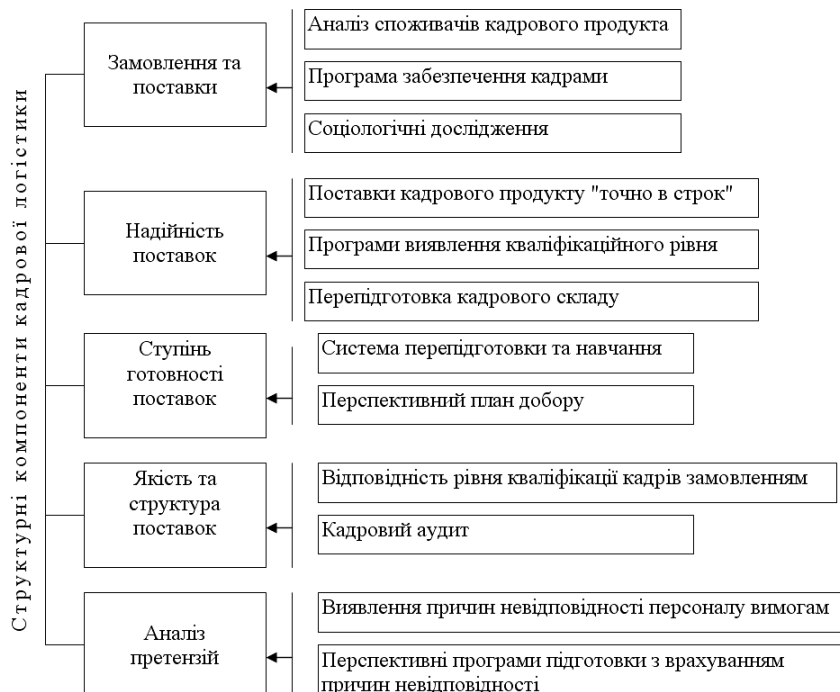 Структурні компоненти кадрової логістики
Замовлення та
поставки
Аналіз споживачів кадрового продукта
Програма забезпечення кадрами
Соціологічні дослідження
Надійність
поставок
Поставки кадрового продукту "точно в строк"
Програми виявлення кваліфікаційного рівня
Перепідготовка кадрового складу
Ступінь
готовності
поставок
Система перепідготовки та навчання
Перспективний план добору
Якість та
структура
поставок
Відповідність рівня кваліфікації кадрів замовленням
Кадровий аудит
Аналіз
претензій
Виявлення причин невідповідності персоналу вимогам
Перспективні програми підготовки з врахуванням
причин невідповідності